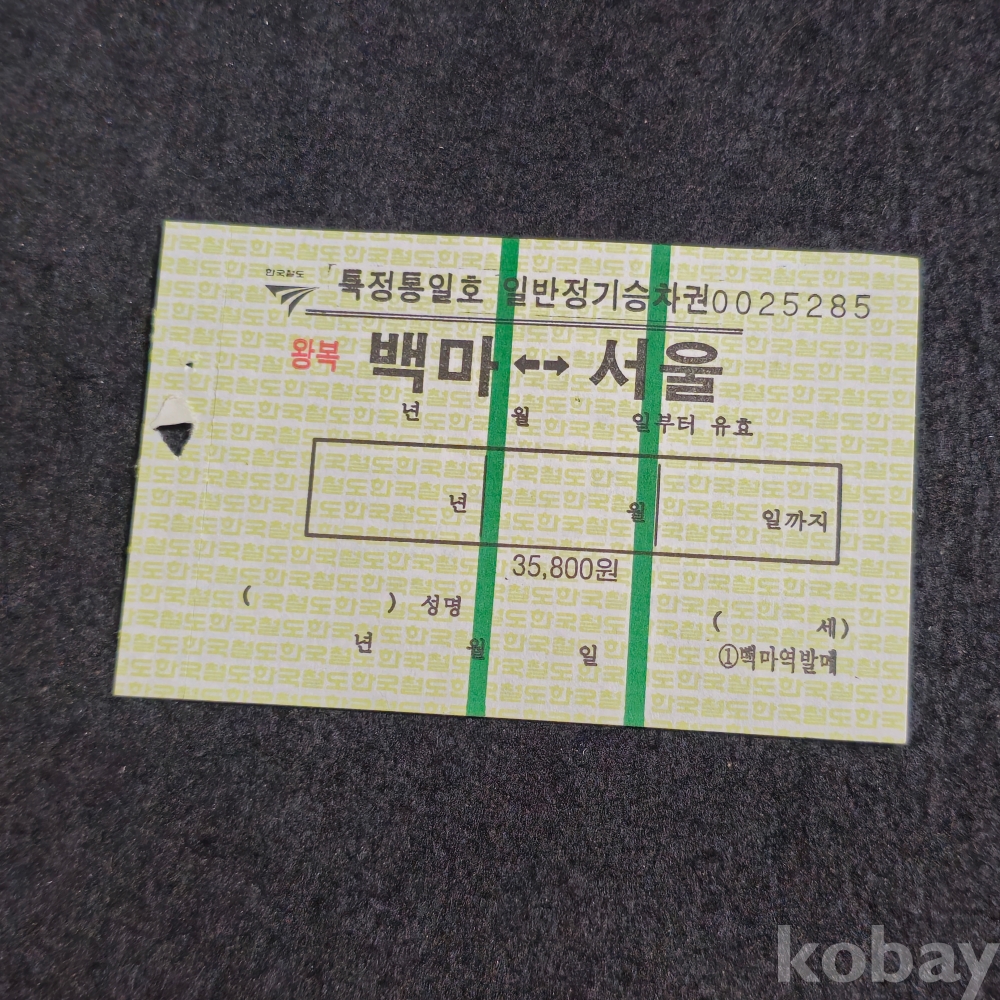 한국철도
「특정통일호 일반정기승차권0025285
왕복 백마 ↔ 서울
년 월 일부터 유효
년 월 일까지
35,800원
( ) 성명 ( 세)
년 월 일 ①백마역발매
kobay